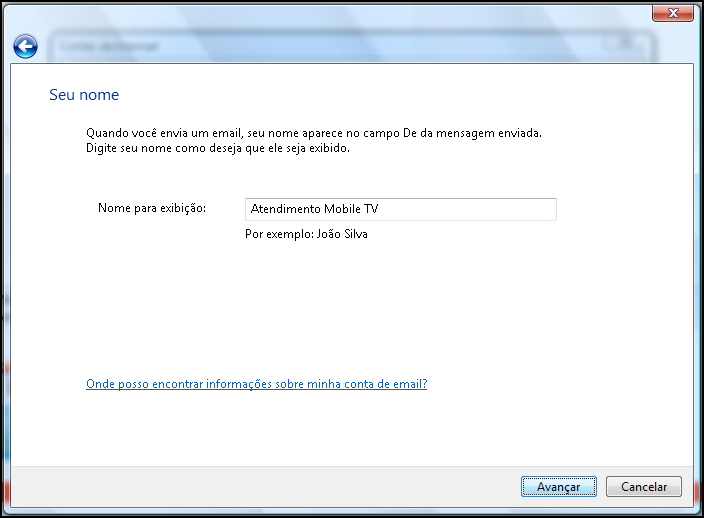 Seu nome
Quando você envia um email, seu nome aparece no campo De da mensagem enviada.
Digite seu nome como deseja que ele seja exibido.
Nome para exibição:
Atendimento Mobile TV
Por exemplo: João Silva
Onde posso encontrar informações sobre minha conta de email?
Avançar
Cancelar